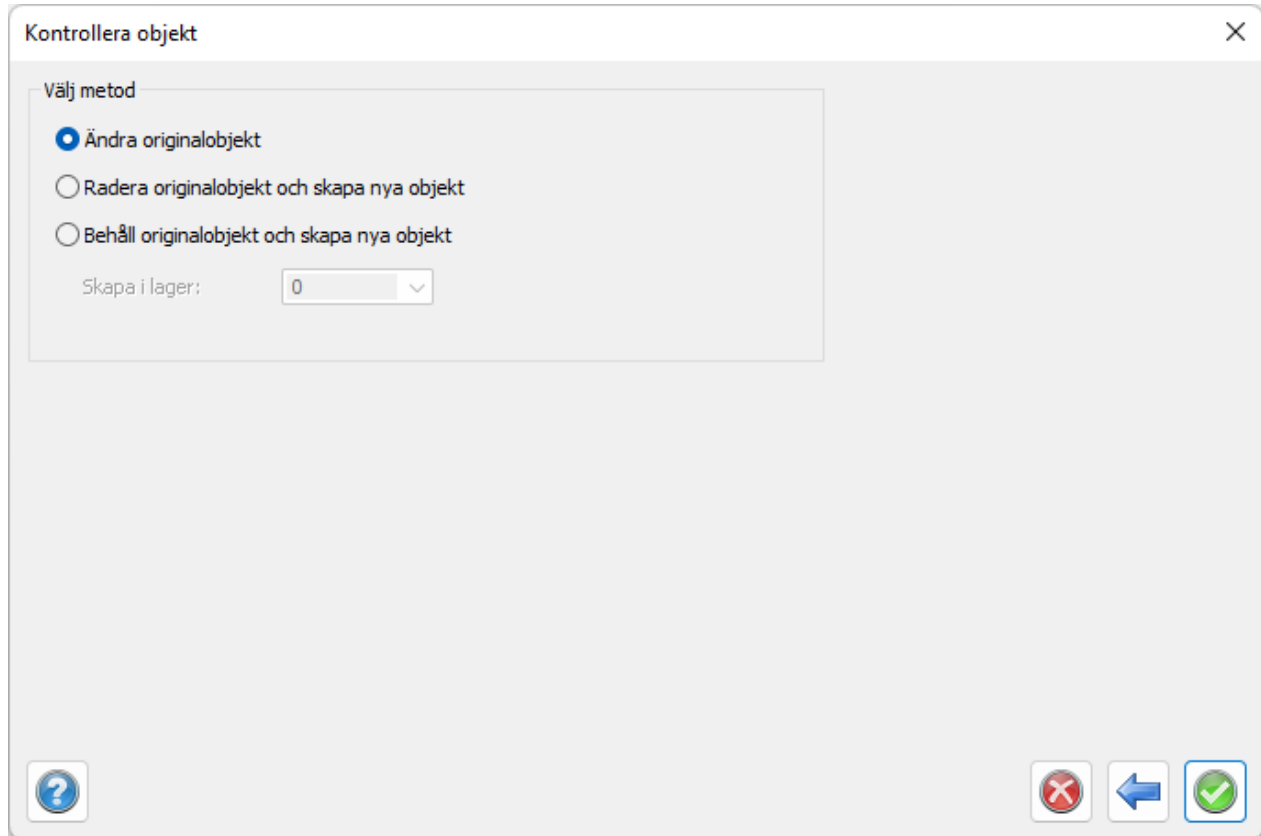 Kontrollera objekt
Välj metod
Ändra originalobjekt
Radera originalobjekt och skapa nya objekt
Behåll originalobjekt och skapa nya objekt
Skapa i lager: 0
?